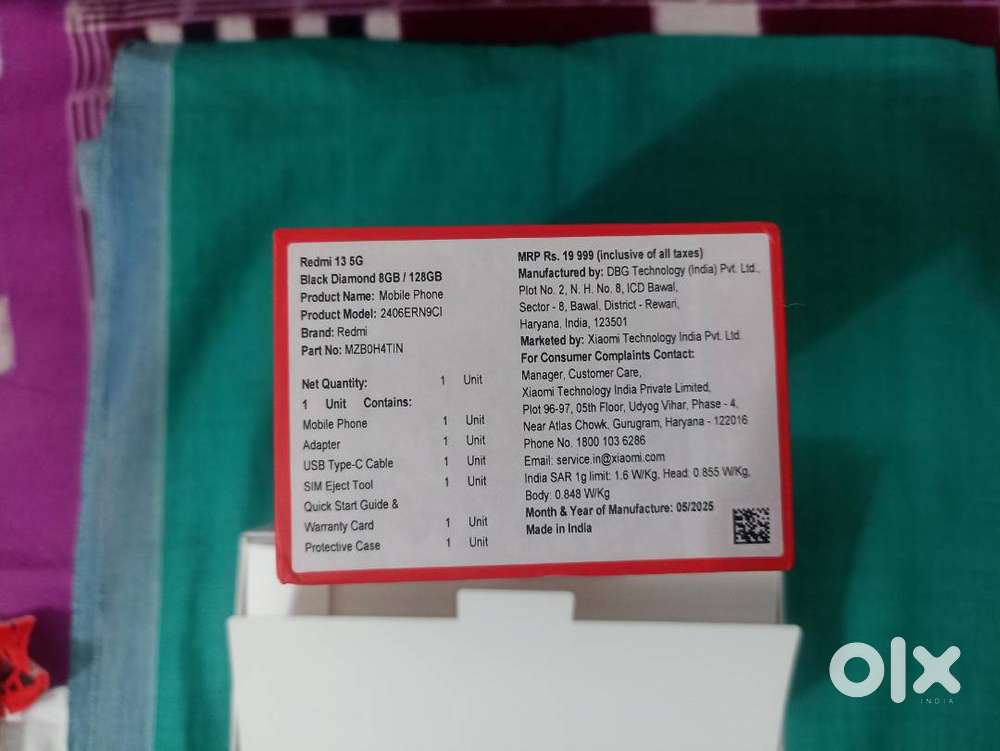 Redmi 13 5G
Black Diamond 8GB / 128GB
Product Name: Mobile Phone
Product Model: 2406ERN9CI
Brand: Redmi
Part No: MZB0H4TIN
Net Quantity: 1 Unit
1 Unit Contains:
Mobile Phone 1 Unit
Adapter 1 Unit
USB Type-C Cable 1 Unit
SIM Eject Tool 1 Unit
Quick Start Guide &
Warranty Card 1 Unit
Protective Case 1 Unit
MRP Rs. 19 999 (inclusive of all taxes)
Manufactured by: DBG Technology (India) Pvt. Ltd.,
Plot No. 2, N. H. No. 8, ICD Bawal,
Sector - 8, Bawal, District - Rewari,
Haryana, India, 123501
Marketed by: Xiaomi Technology India Pvt. Ltd.
For Consumer Complaints Contact:
Manager, Customer Care,
Xiaomi Technology India Private Limited,
Plot 96-97, 05th Floor, Udyog Vihar, Phase - 4,
Near Atlas Chowk, Gurugram, Haryana - 122016
Phone No. 1800 103 6286
Email: service.in@xiaomi.com
India SAR 1g limit: 1.6 W/Kg, Head: 0.855 W/Kg,
Body: 0.848 W/Kg
Month & Year of Manufacture: 05/2025
Made in India
olx
INDIA